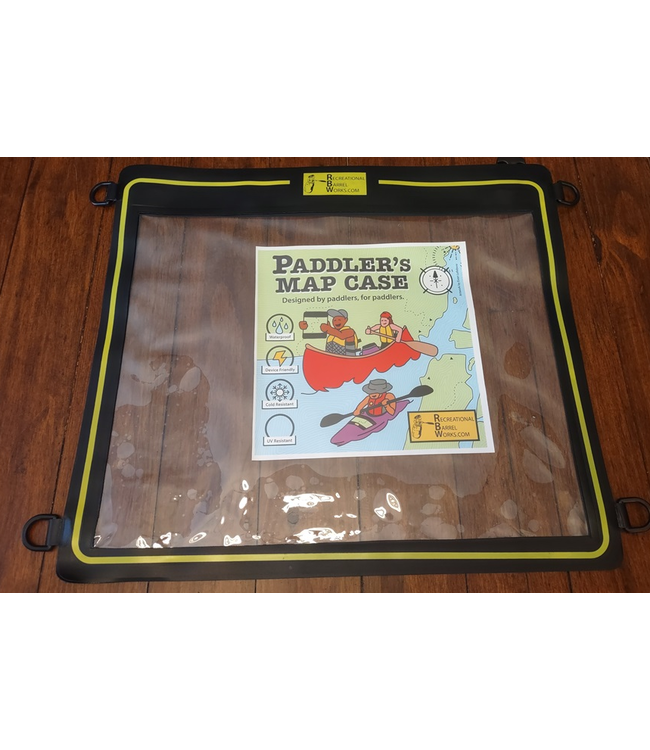 RECREATIONAL
BARREL
WORKS.COM
PADDLER'S
MAP CASE
Designed by paddlers, for paddlers.
Waterproof
Device Friendly
Cold Resistant
UV Resistant
RECREATIONAL
BARREL
WORKS.COM